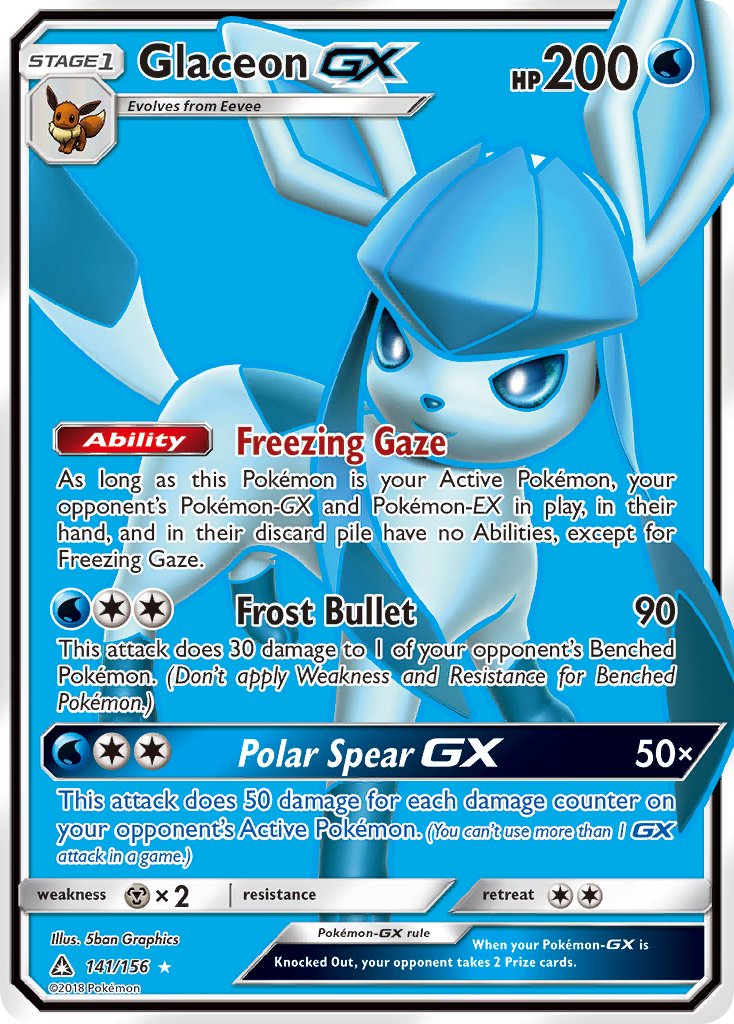 STAGE1
Glaceon GX
HP200
Evolves from Eevee
Ability Freezing Gaze
As long as this Pokémon is your Active Pokémon, your
opponent's Pokémon-GX and Pokémon-EX in play, in their
hand, and in their discard pile have no Abilities, except for
Freezing Gaze.
Frost Bullet 90
This attack does 30 damage to 1 of your opponent's Benched
Pokémon. (Don't apply Weakness and Resistance for Benched
Pokémon.)
Polar Spear GX 50×
This attack does 50 damage for each damage counter on
your opponent's Active Pokémon. (You can't use more than 1 GX
attack in a game.)
weakness × 2 resistance retreat
Illus. 5ban Graphics
141/156
©2018 Pokémon
Pokémon-GX rule
When your Pokémon-GX is
Knocked Out, your opponent takes 2 Prize cards.